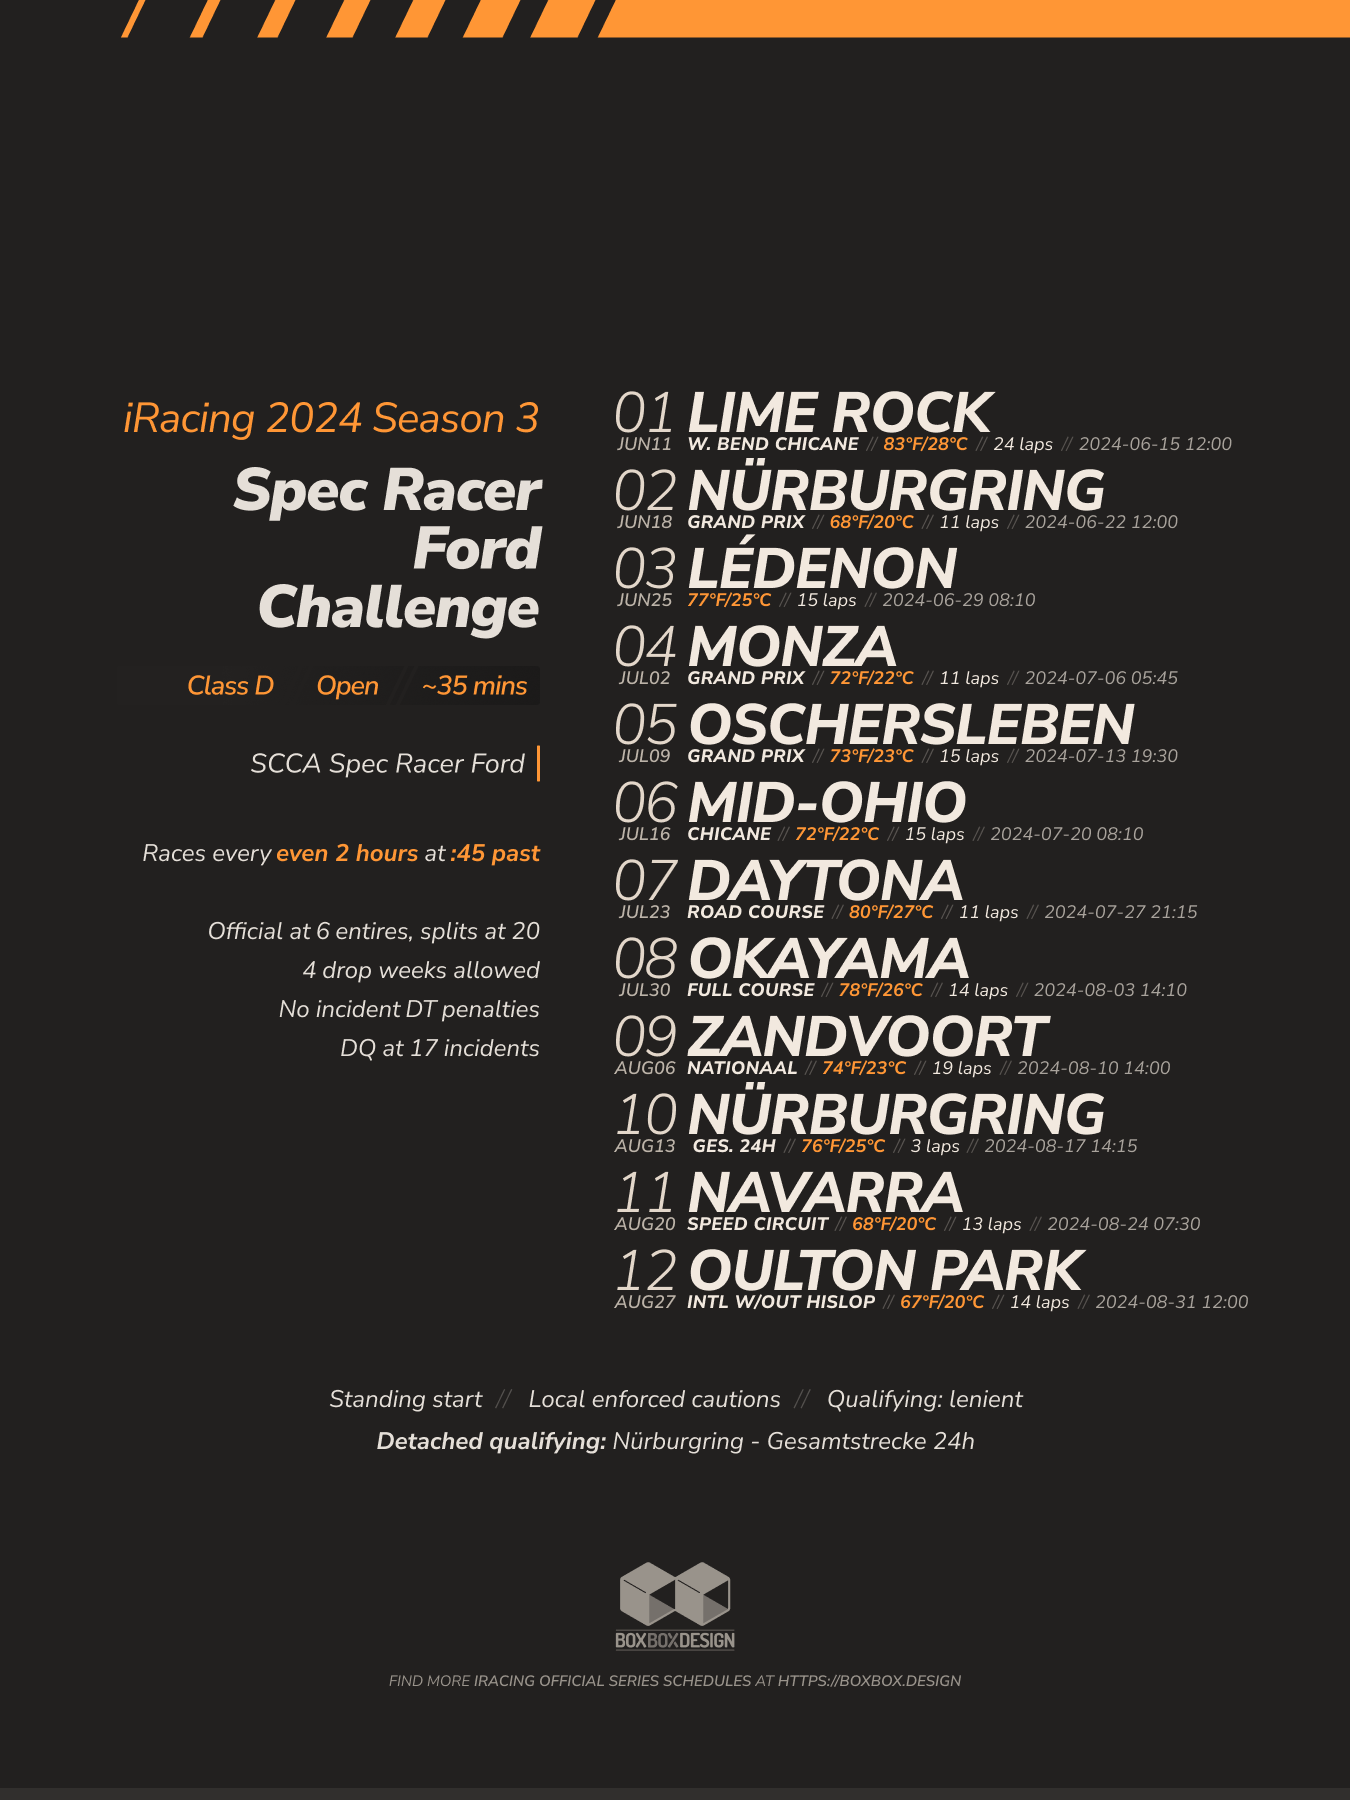 iRacing 2024 Season 3
Spec Racer
Ford
Challenge
Class D Open // ~35 mins
SCCA Spec Racer Ford
Races every even 2 hours at :45 past
Official at 6 entires, splits at 20
4 drop weeks allowed
No incident DT penalties
DQ at 17 incidents
01 LIME ROCK
JUN11 W. BEND CHICANE // 83°F/28°C // 24 laps // 2024-06-15 12:00
02 NÜRBURGRING
JUN18 GRAND PRIX // 68°F/20°C // 11 laps // 2024-06-22 12:00
03 LÉDENON
JUN25 77°F/25°C // 15 laps // 2024-06-29 08:10
04 MONZA
JUL02 GRAND PRIX // 72°F/22°C // 11 laps // 2024-07-06 05:45
05 OSCHERSLEBEN
JUL09 GRAND PRIX // 73°F/23°C // 15 laps // 2024-07-13 19:30
06 MID-OHIO
JUL16 CHICANE // 72°F/22°C // 15 laps // 2024-07-20 08:10
07 DAYTONA
JUL23 ROAD COURSE // 80°F/27°C // 11 laps // 2024-07-27 21:15
08 OKAYAMA
JUL30 FULL COURSE // 78°F/26°C // 14 laps // 2024-08-03 14:10
09 ZANDVOORT
AUG06 NATIONAAL // 74°F/23°C // 19 laps // 2024-08-10 14:00
10 NÜRBURGRING
AUG13 GES. 24H // 76°F/25°C // 3 laps // 2024-08-17 14:15
11 NAVARRA
AUG20 SPEED CIRCUIT // 68°F/20°C // 13 laps // 2024-08-24 07:30
12 OULTON PARK
AUG27 INTL W/OUT HISLOP // 67°F/20°C // 14 laps // 2024-08-31 12:00
Standing start // Local enforced cautions // Qualifying: lenient
Detached qualifying: Nürburgring - Gesamtstrecke 24h
BOXBOXDESIGN
FIND MORE IRACING OFFICIAL SERIES SCHEDULES AT HTTPS://BOXBOX.DESIGN